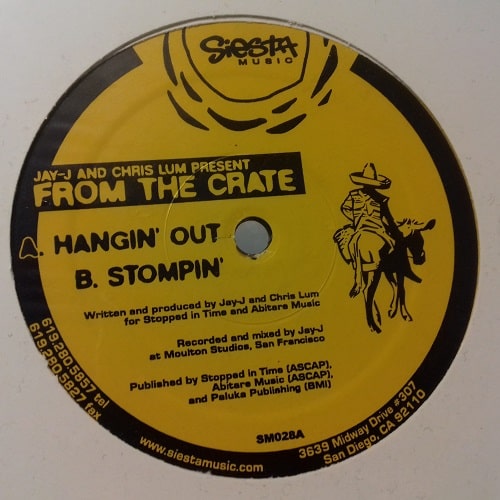 Siesta
MUSIC
JAY-J AND CHRIS LUM PRESENT
FROM THE CRATE
A. HANGIN' OUT
B. STOMPIN'
Written and produced by Jay-J and Chris Lum
for Stopped in Time and Abitare Music
Recorded and mixed by Jay-J
at Moulton Studios, San Francisco
Published by Stopped in Time (ASCAP),
Abitare Music (ASCAP),
and Paluka Publishing (BMI)
SM028A
619.280.5857 tel
619.280.5827 fax
www.siestamusic.com
3639 Midway Drive #307
San Diego, CA 92110